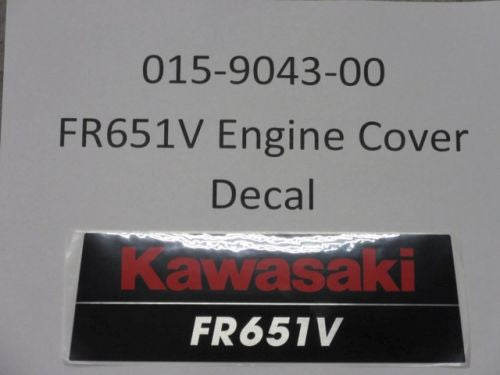 015-9043-00
FR651V Engine Cover
Decal
Kawasaki
FR651V